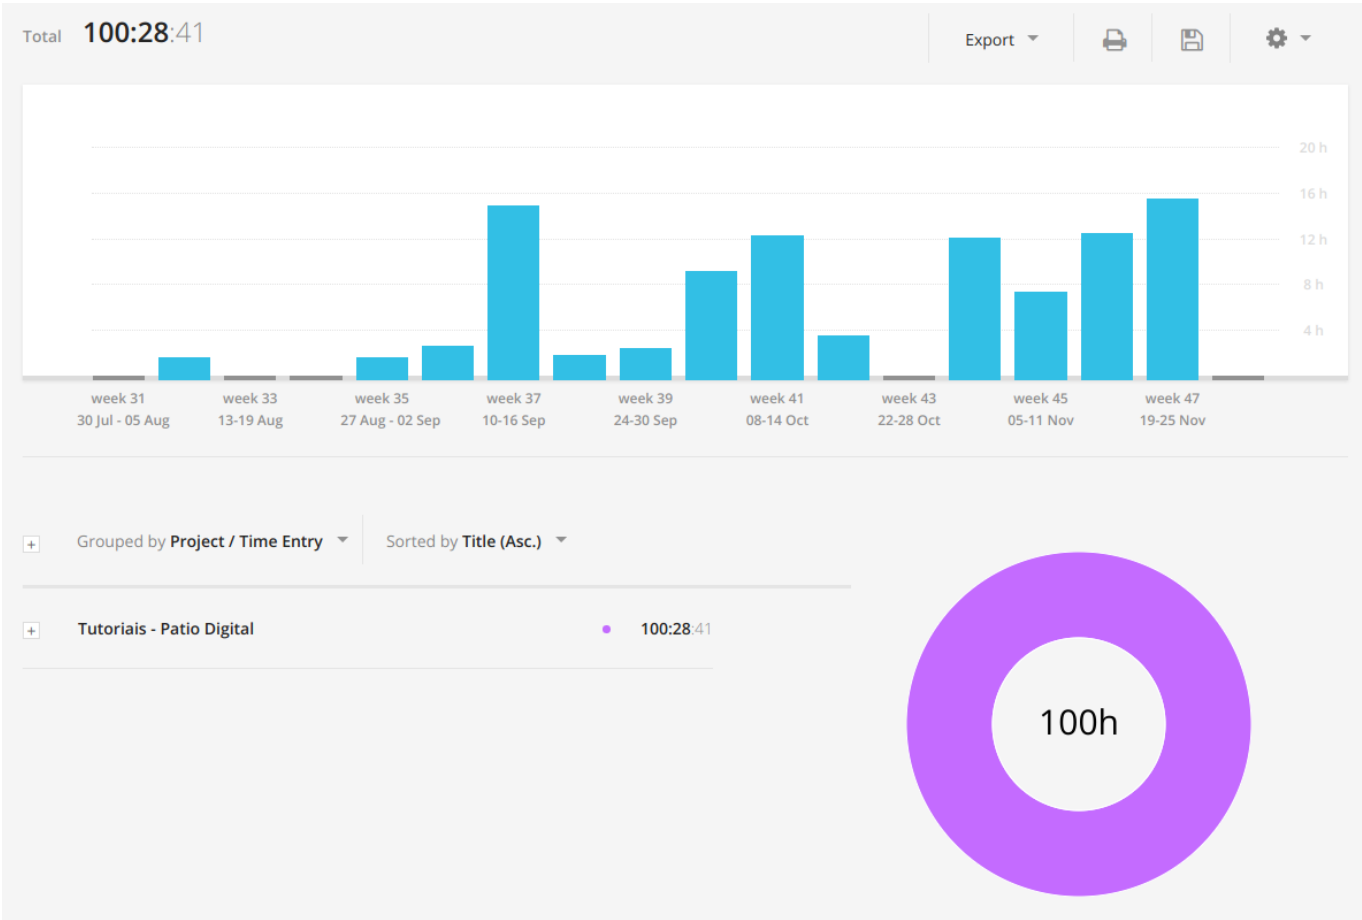 Total 100:28:41
Export
20 h
16 h
12 h
8 h
4 h
week 31 week 33 week 35 week 37 week 39 week 41 week 43 week 45 week 47
30 Jul - 05 Aug 13-19 Aug 27 Aug - 02 Sep 10-16 Sep 24-30 Sep 08-14 Oct 22-28 Oct 05-11 Nov 19-25 Nov
+ Grouped by Project / Time Entry Sorted by Title (Asc.)
+ Tutoriais - Patio Digital 100:28:41
100h